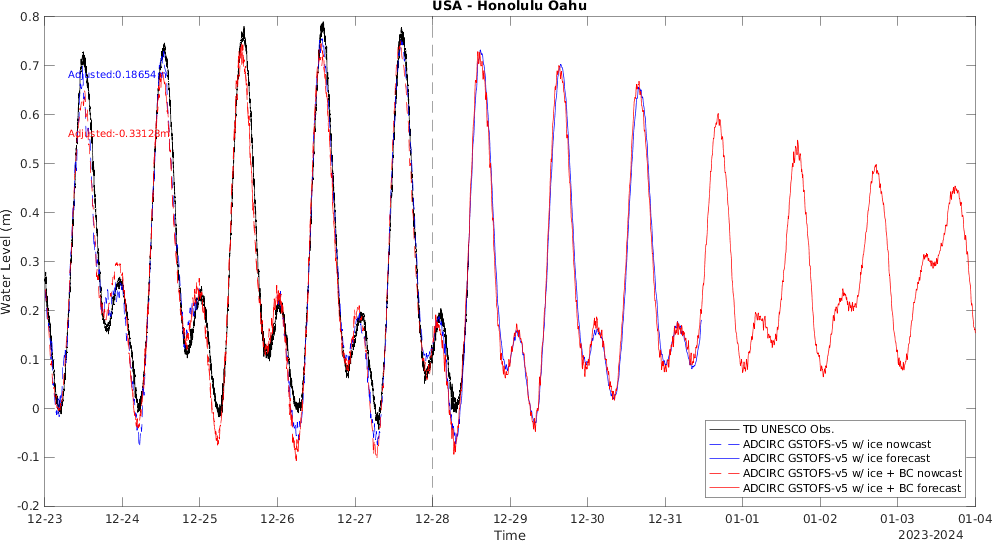 USA - Honolulu Oahu
0.8
0.7
0.6
0.5
0.4
0.3
0.2
0.1
0
-0.1
-0.2
Water Level (m)
Adjusted:0.18654m
Adjusted:-0.33123m
TD UNESCO Obs.
ADCIRC GSTOFS-v5 w/ ice nowcast
ADCIRC GSTOFS-v5 w/ ice forecast
ADCIRC GSTOFS-v5 w/ ice + BC nowcast
ADCIRC GSTOFS-v5 w/ ice + BC forecast
12-23 12-24 12-25 12-26 12-27 12-28 12-29 12-30 12-31 01-01 01-02 01-03 01-04
Time
2023-2024